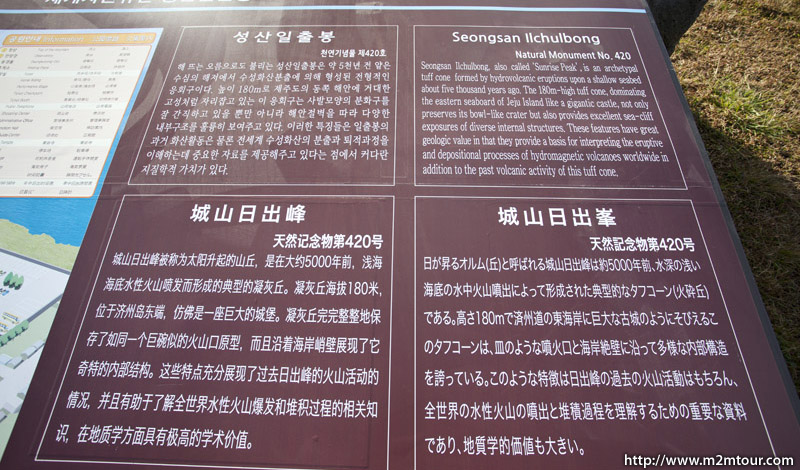 성산일출봉
천연기념물 제420호
해 뜨는 오름으로도 불리는 성산일출봉은 약 5천년 전 얕은
수심의 해저에서 수성화산분출에 의해 형성된 전형적인
응회구이다. 높이 180m로 제주도의 동쪽 해안에 거대한
고성처럼 자리잡고 있는 이 응회구는 사발모양의 분화구를
잘 간직하고 있을 뿐만 아니라 해안절벽을 따라 다양한
내부구조를 훌륭히 보여주고 있다. 이러한 특징들은 일출봉의
과거 화산활동은 물론 전세계 수성화산의 분출과 퇴적과정을
이해하는데 중요한 자료를 제공해주고 있다는 점에서 커다란
지질학적 가치가 있다.
Seongsan Ilchulbong
Natural Monument No. 420
Seongsan Ilchulbong, also called 'Sunrise Peak', is an archetypal
tuff cone formed by hydrovolcanic eruptions upon a shallow seabed
about five thousand years ago. The 180m-high tuff cone, dominating
the eastern seaboard of Jeju Island like a gigantic castle, not only
preserves its bowl-like crater but also provides excellent sea-cliff
exposures of diverse internal structures. These features have great
geologic value in that they provide a basis for interpreting the eruptive
and depositional processes of hydromagmatic volcanoes worldwide in
addition to the past volcanic activity of this tuff cone.
城山日出峰
天然记念物第420号
城山日出峰被称为太阳升起的山丘，是在大约5000年前，浅海
海底水性火山喷发而形成的典型的凝灰丘。凝灰丘海拔180米，
位于济州岛东端，仿佛是一座巨大的城堡。凝灰丘完完整整地保
存了如同一个巨碗似的火山口原型，而且沿着海岸峭壁展现了它
奇特的内部结构。这些特点充分展现了过去日出峰的火山活动的
情况，并且有助于了解全世界水性火山爆发和堆积过程的相关知
识，在地质学方面具有极高的学术价值。
城山日出峯
天然記念物第420号
日が昇るオルム(丘)と呼ばれる城山日出峰は約5000年前、水深の浅い
海底の水中火山噴出によって形成された典型的なタフコーン(火砕丘)
である。高さ180mで済州道の東海岸に巨大な古城のようにそびえるこ
のタフコーンは、皿のような噴火口と海岸絶壁に沿って多様な内部構造
を誇っている。このような特徴は日出峰の過去の火山活動はもちろん、
全世界の水性火山の噴出と堆積過程を理解するための重要な資料
であり、地質学的価値も大きい。
http://www.m2mtour.com